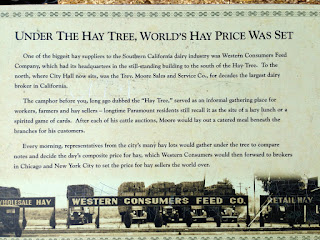 UNDER THE HAY TREE, WORLD'S HAY PRICE WAS SET
One of the biggest hay suppliers to the Southern California dairy industry was Western Consumers Feed
Company, which had its headquarters in the still-standing building to the south of the Hay Tree. To the
north, where City Hall now sits, was the Tray, Moore Sales and Service Co., for decades the largest dairy
broker in California.
The camphor before you, long ago dubbed the "Hay Tree," served as an informal gathering place for
workers, farmers and hay sellers – longtime Paramount residents still recall it as the site of a key lunch or a
spirited game of cards. After each of his cattle auctions, Moore would lay out a catered meal beneath the
branches for his customers.
Every morning, representatives from the city's many hay lots would gather under the tree to compare
notes and decide the day's composite price for hay, which Western Consumers would then forward to brokers
in Chicago and New York City to set the price for hay sellers the world over.
WHOLESALE HAY
WESTERN CONSUMERS FEED CO.
RETAIL HAY